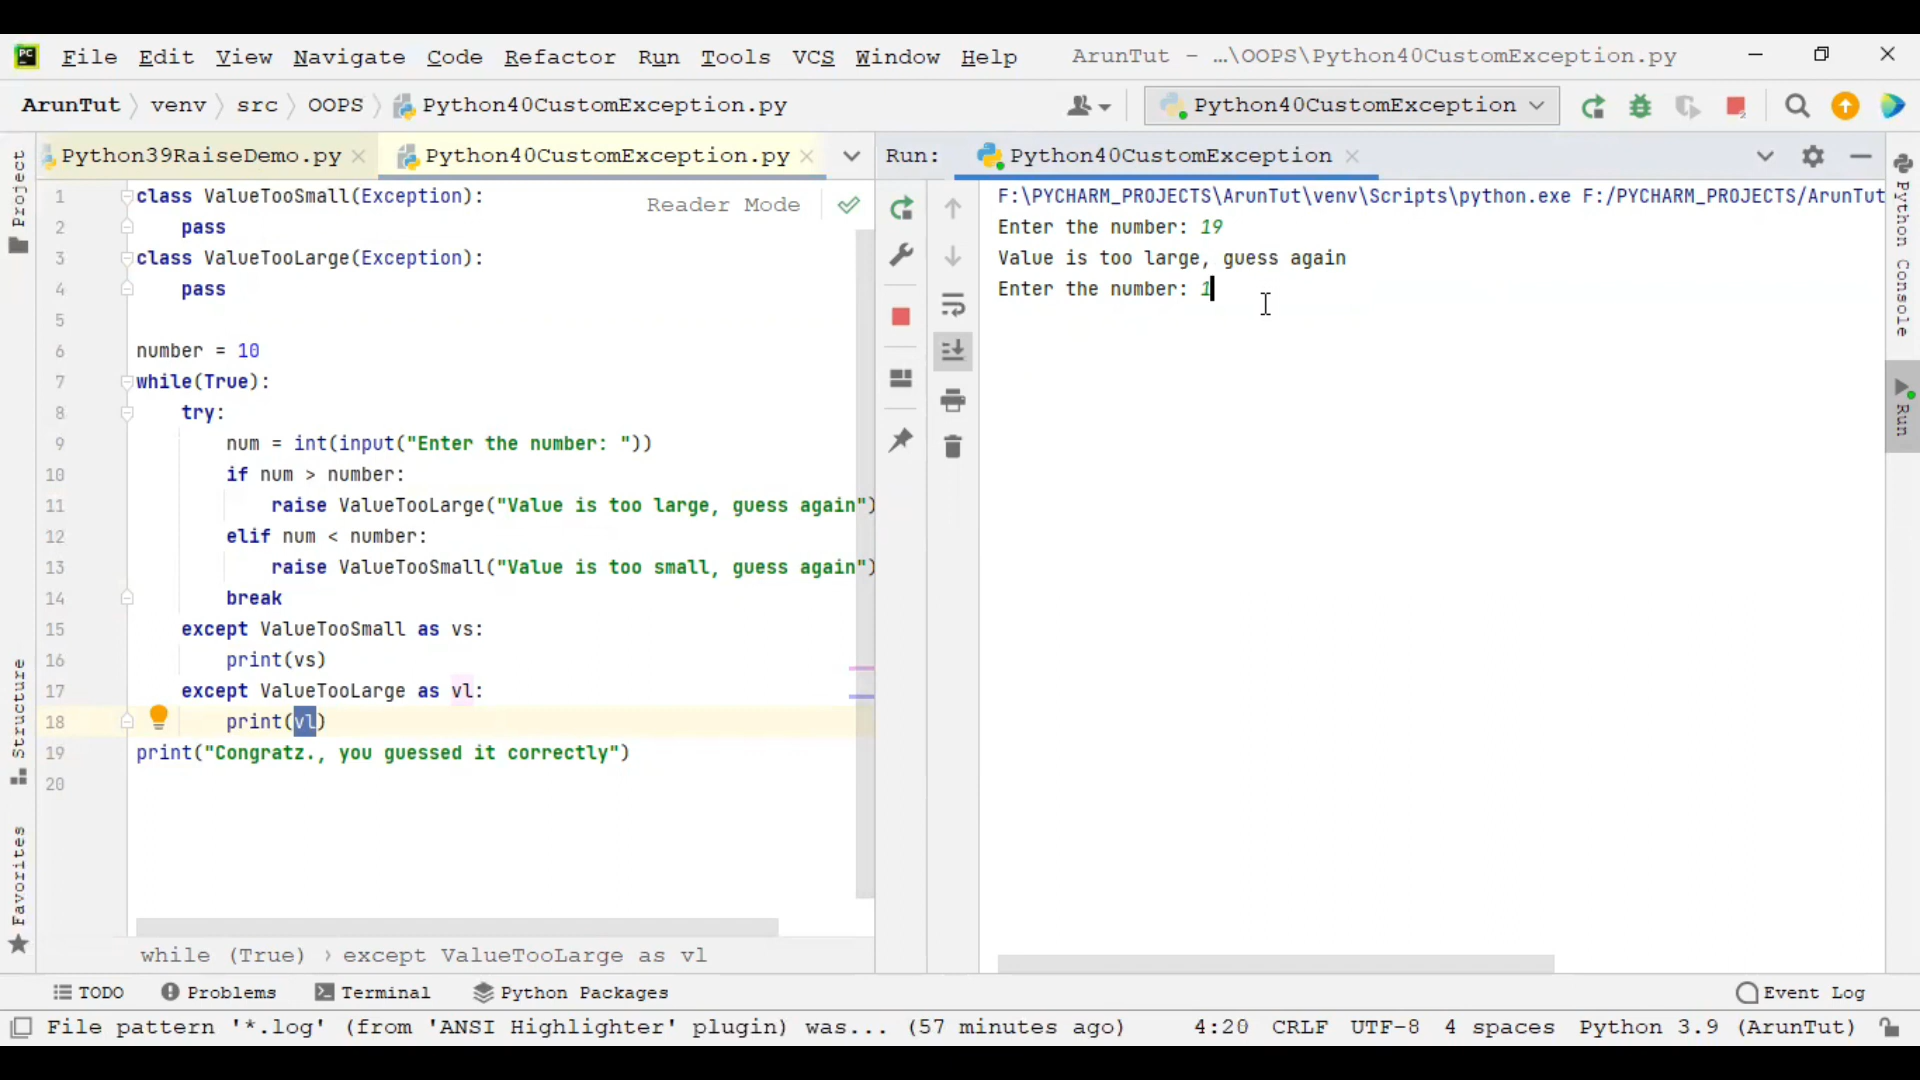 PC File Edit View Navigate Code Refactor Run Tools VCS Window Help ArunTut - …\OOPS\Python40CustomException.py
ArunTut venv src OOPS Python40CustomException.py Python40CustomException
Python39RaiseDemo.py Python40CustomException.py Run: Python40CustomException
Project
Structure
Favorites
Reader Mode
1 class ValueTooSmall(Exception):
2 pass
3 class ValueTooLarge(Exception):
4 pass
5
6 number = 10
7 while(True):
8 try:
9 num = int(input("Enter the number: "))
10 if num > number:
11 raise ValueTooLarge("Value is too large, guess again")
12 elif num < number:
13 raise ValueTooSmall("Value is too small, guess again")
14 break
15 except ValueTooSmall as vs:
16 print(vs)
17 except ValueTooLarge as vl:
18 print(vl)
19 print("Congratz., you guessed it correctly")
20
while (True) › except ValueTooLarge as vl
F:\PYCHARM_PROJECTS\ArunTut\venv\Scripts\python.exe F:/PYCHARM_PROJECTS/ArunTut
Enter the number: 19
Value is too large, guess again
Enter the number: 1
Python Console
Run
TODO Problems Terminal Python Packages Event Log
File pattern '*.log' (from 'ANSI Highlighter' plugin) was... (57 minutes ago) 4:20 CRLF UTF-8 4 spaces Python 3.9 (ArunTut)